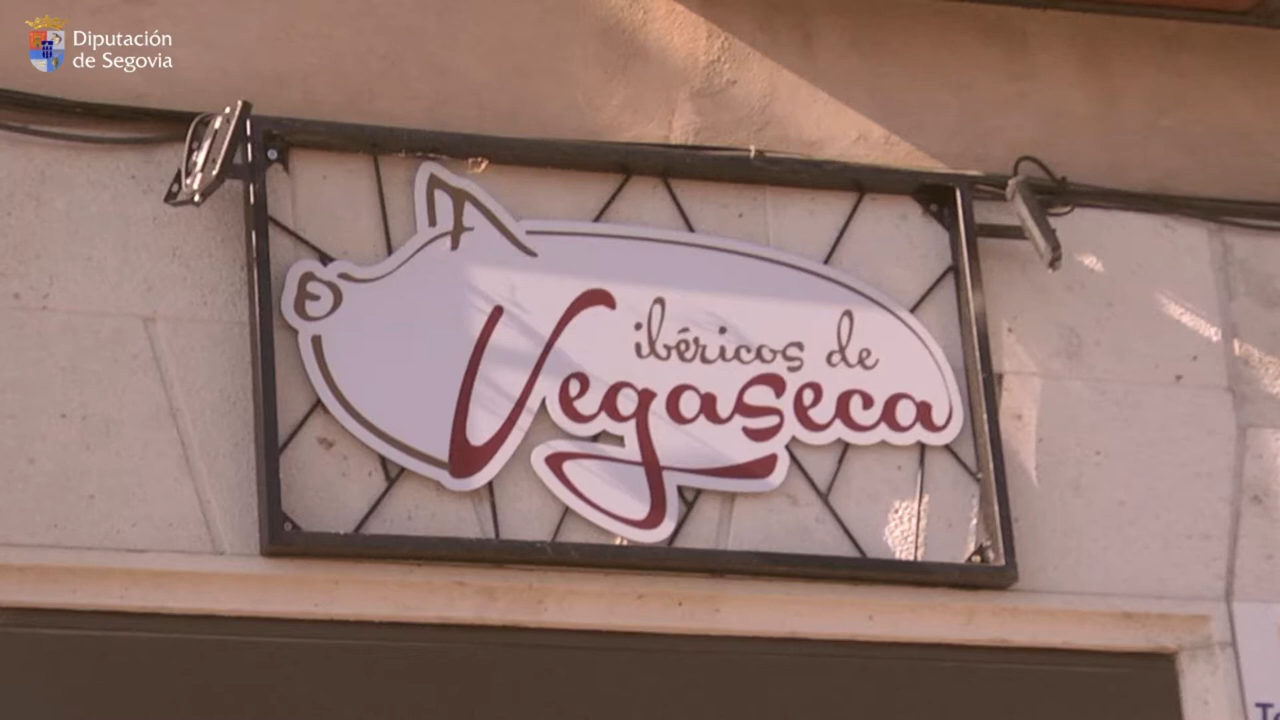 Diputación
de Segovia
ibéricos de
Vegaseca